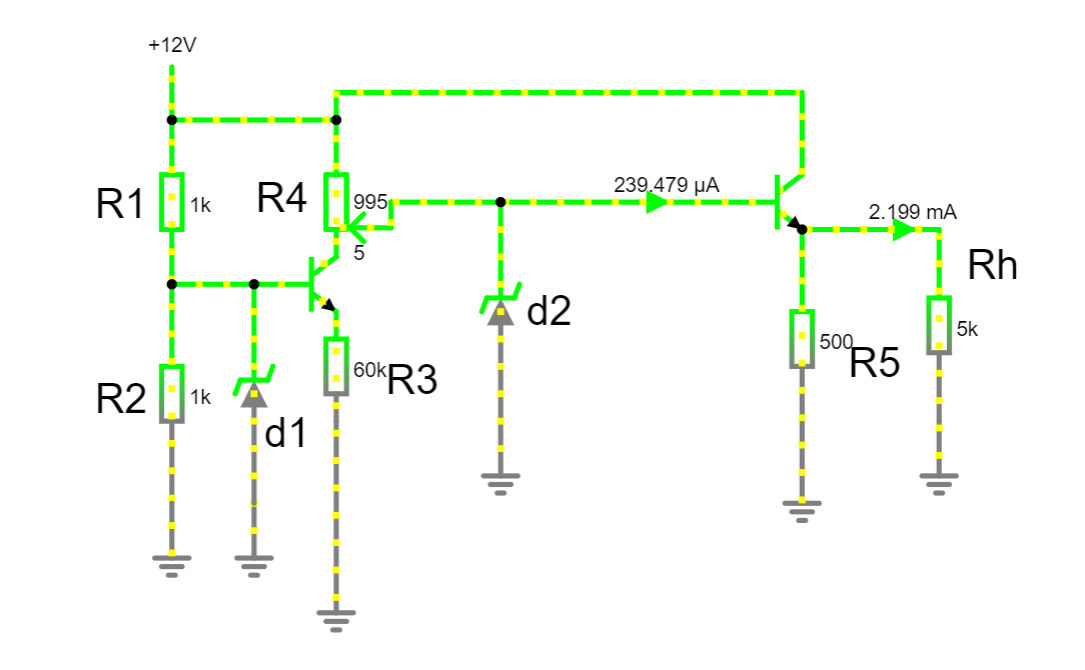 +12V
R1
1k
R4
995
5
239.479 μA
2.199 mA
Rh
5k
d2
500
R5
60k
R3
R2
1k
d1